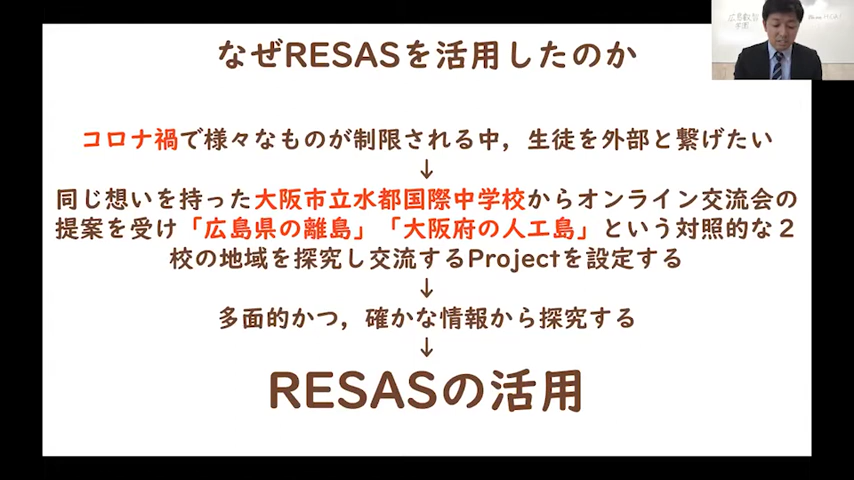 なぜRESASを活用したのか
コロナ禍で様々なものが制限される中，生徒を外部と繋げたい
↓
同じ想いを持った大阪市立水都国際中学校からオンライン交流会の
提案を受け「広島県の離島」「大阪府の人工島」という対照的な２
校の地域を探究し交流するProjectを設定する
↓
多面的かつ，確かな情報から探究する
↓
RESASの活用